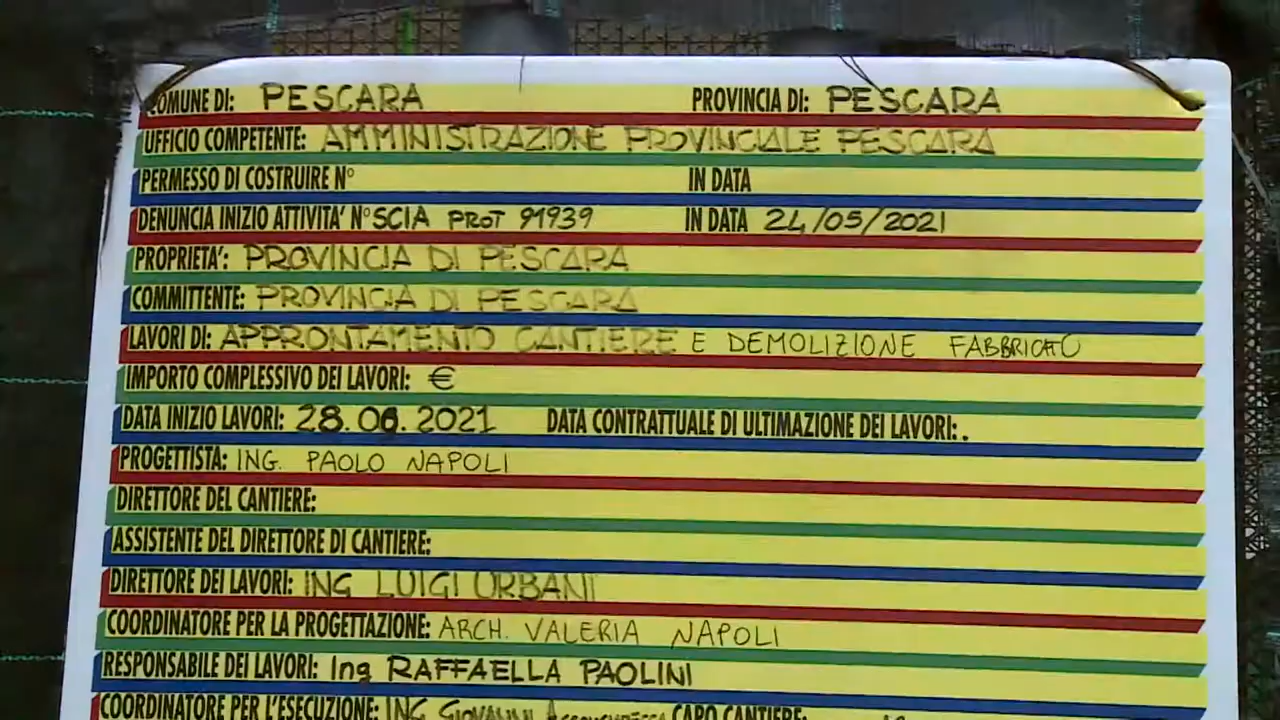 COMUNE DI: PESCARA PROVINCIA DI: PESCARA
UFFICIO COMPETENTE: AMMINISTRAZIONE PROVINCIALE PESCARA
PERMESSO DI COSTRUIRE N° IN DATA
DENUNCIA INIZIO ATTIVITA' N° SCIA PROT 91939 IN DATA 24/05/2021
PROPRIETA': PROVINCIA DI PESCARA
COMMITTENTE: PROVINCIA DI PESCARA
LAVORI DI: APPRONTAMENTO CANTIERE E DEMOLIZIONE FABBRICATO
IMPORTO COMPLESSIVO DEI LAVORI: €
DATA INIZIO LAVORI: 28.06.2021 DATA CONTRATTUALE DI ULTIMAZIONE DEI LAVORI: .
PROGETTISTA: ING. PAOLO NAPOLI
DIRETTORE DEL CANTIERE:
ASSISTENTE DEL DIRETTORE DI CANTIERE:
DIRETTORE DEI LAVORI: ING LUIGI URBANI
COORDINATORE PER LA PROGETTAZIONE: ARCH. VALERIA NAPOLI
RESPONSABILE DEI LAVORI: Ing RAFFAELLA PAOLINI
COORDINATORE PER L'ESECUZIONE: ING GIOVANNI CAPO CANTIERE: